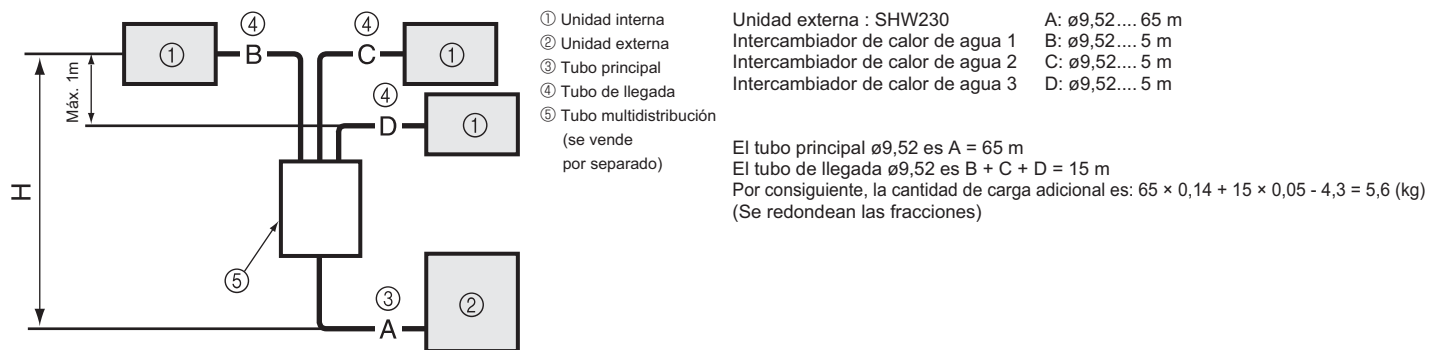 ④
B
①
④
C
①
④
D
①
Máx. 1m
H
⑤
③
A
②
① Unidad interna
② Unidad externa
③ Tubo principal
④ Tubo de llegada
⑤ Tubo multidistribución
(se vende
por separado)
Unidad externa : SHW230 A: ø9,52.... 65 m
Intercambiador de calor de agua 1 B: ø9,52.... 5 m
Intercambiador de calor de agua 2 C: ø9,52.... 5 m
Intercambiador de calor de agua 3 D: ø9,52.... 5 m
El tubo principal ø9,52 es A = 65 m
El tubo de llegada ø9,52 es B + C + D = 15 m
Por consiguiente, la cantidad de carga adicional es: 65 × 0,14 + 15 × 0,05 - 4,3 = 5,6 (kg)
(Se redondean las fracciones)